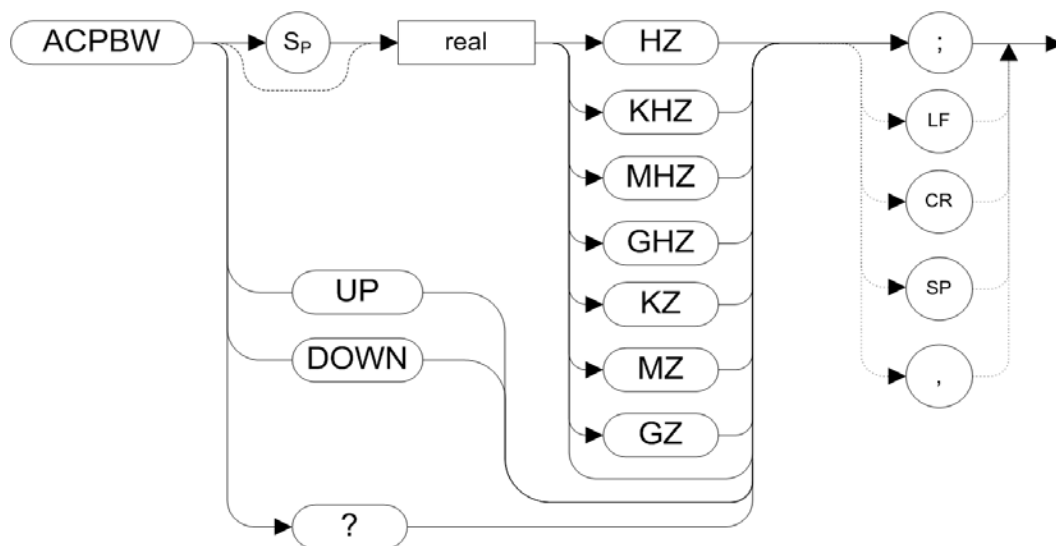 ACPBW SP real HZ ;
KHZ LF
MHZ CR
GHZ
UP KZ SP
DOWN MZ ,
GZ
?